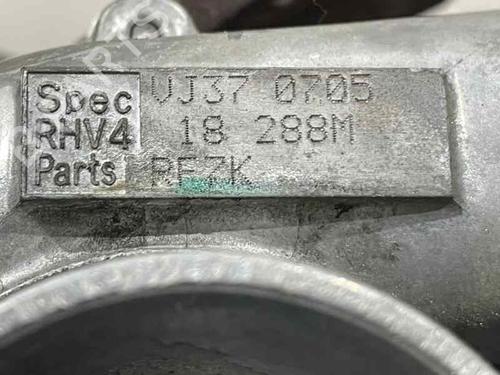 Spec VJ37 0705
RHV4 18 288M
Parts RF7K